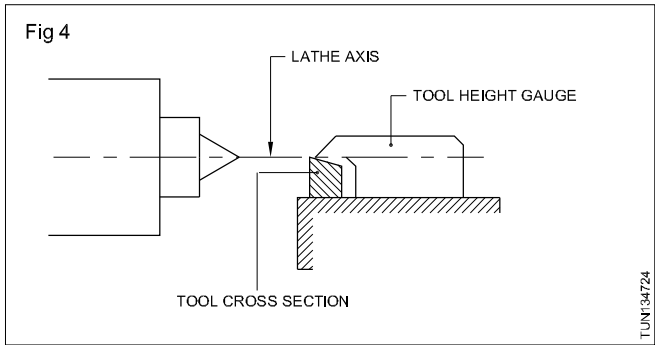 Fig 4
LATHE AXIS
TOOL HEIGHT GAUGE
TOOL CROSS SECTION
TUN134724